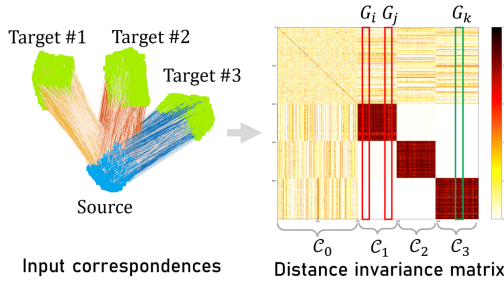 Target #1
Target #2
Target #3
Source
Input correspondences
G_i
G_j
G_k
C_0
C_1
C_2
C_3
Distance invariance matrix